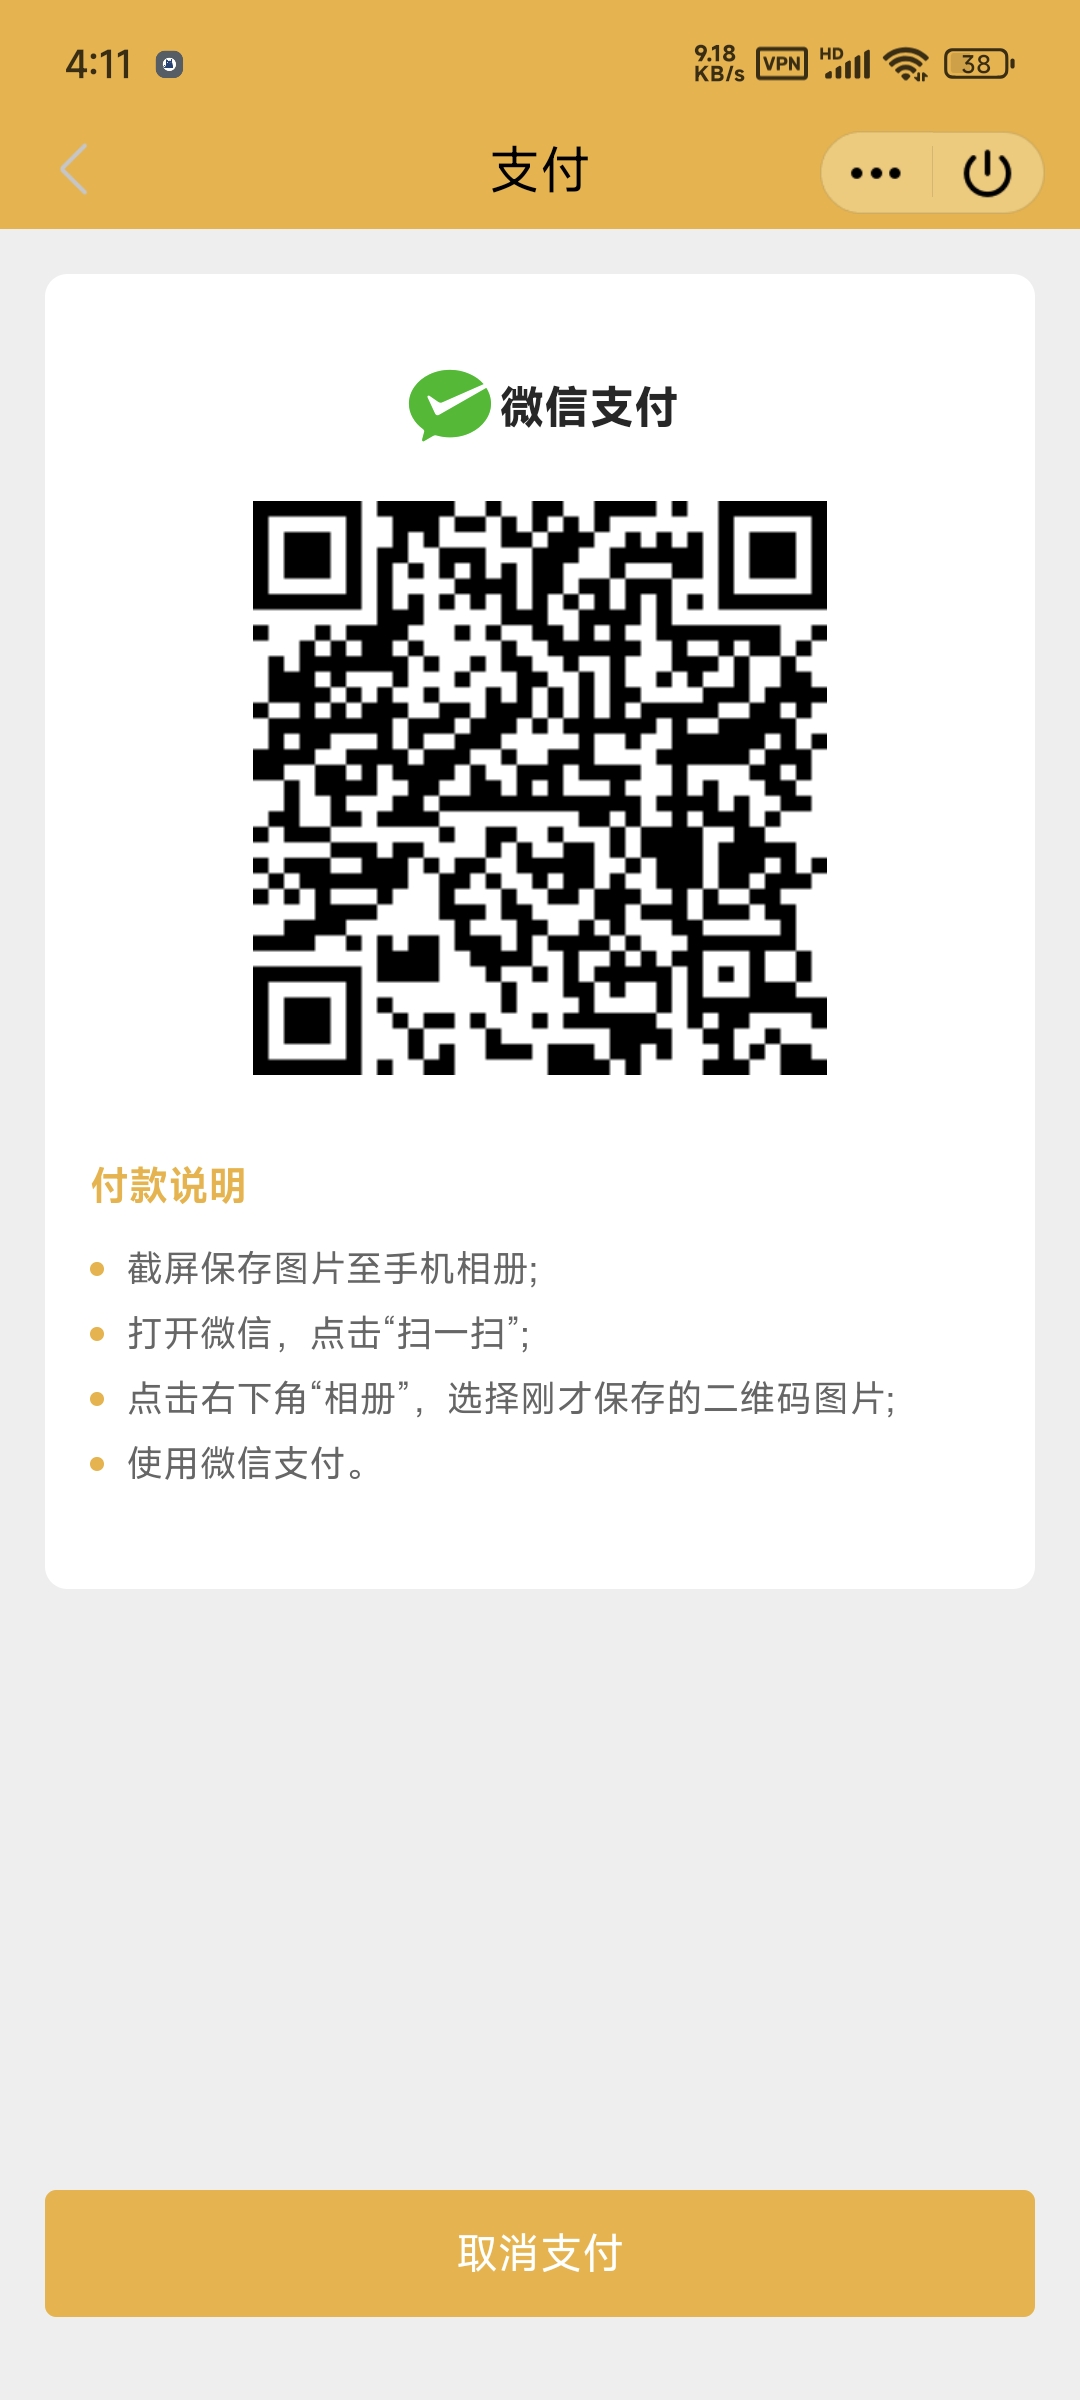 4:11
9.18
KB/s
VPN
HD
38
支付
微信支付
付款说明
截屏保存图片至手机相册;
打开微信，点击“扫一扫”;
点击右下角“相册”，选择刚才保存的二维码图片;
使用微信支付。
取消支付